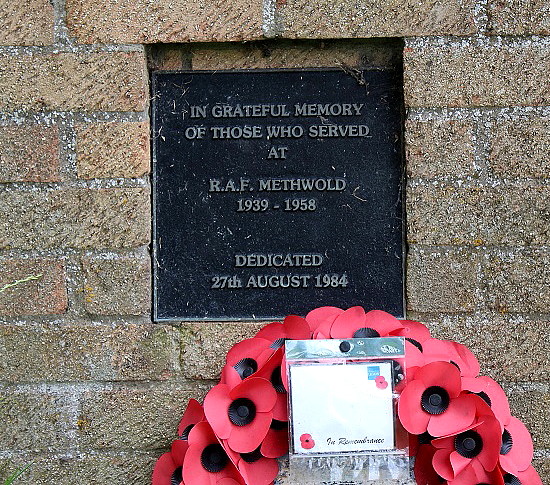 IN GRATEFUL MEMORY
OF THOSE WHO SERVED
AT
R.A.F. METHWOLD
1939 - 1958
DEDICATED
27th AUGUST 1984
In Remembrance